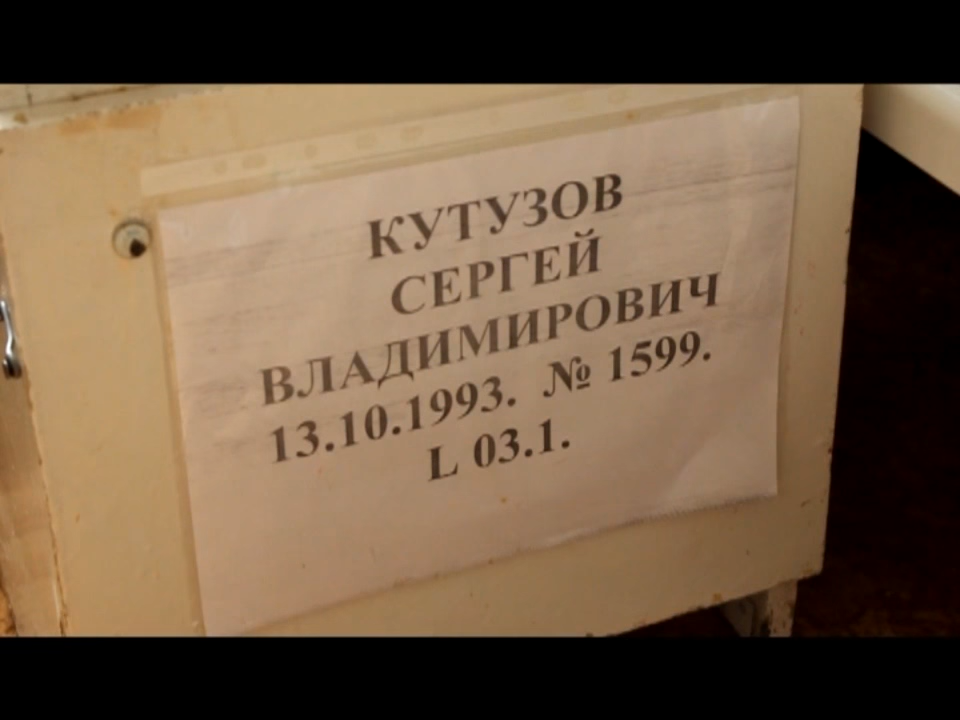 КУТУЗОВ
СЕРГЕЙ
ВЛАДИМИРОВИЧ
13.10.1993. № 1599.
L 03.1.